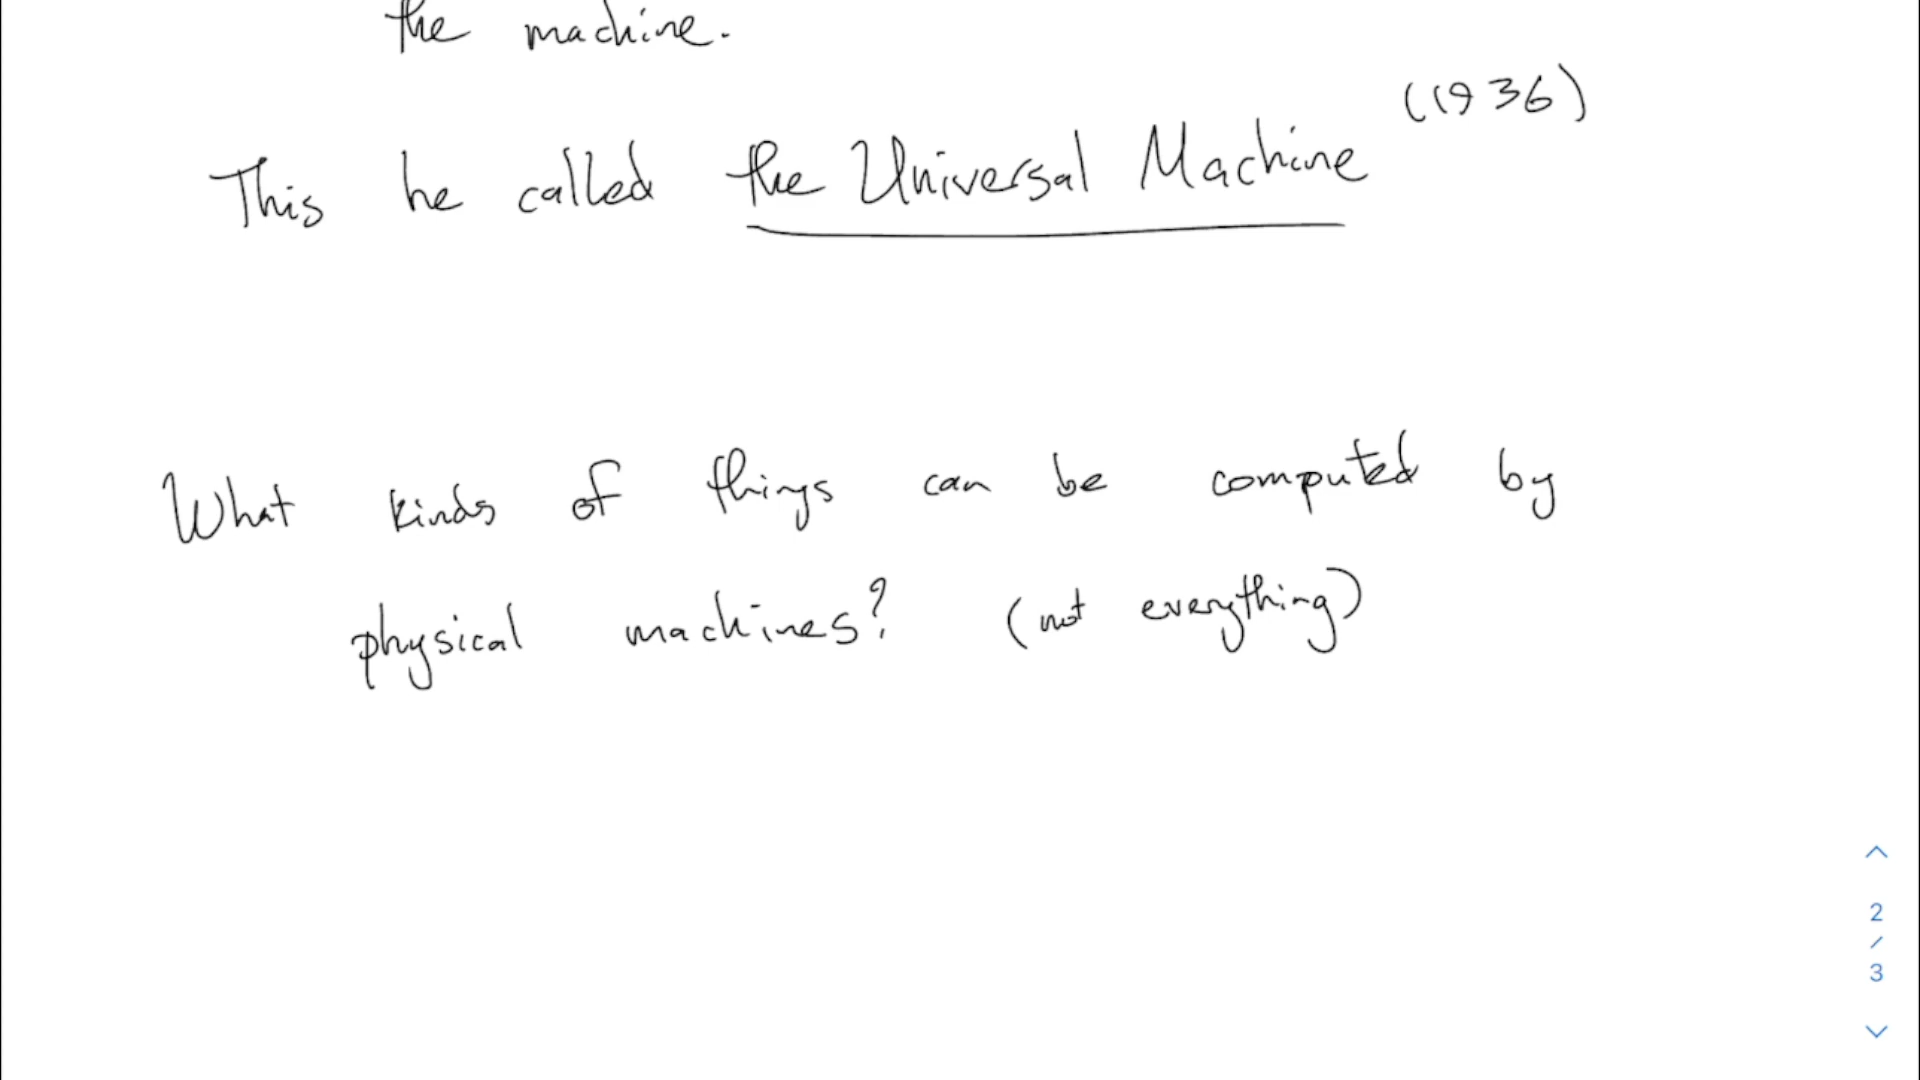 the machine.
(1936)
This he called the Universal Machine
What kinds of things can be computed by
physical machines? (not everything)
2
/
3